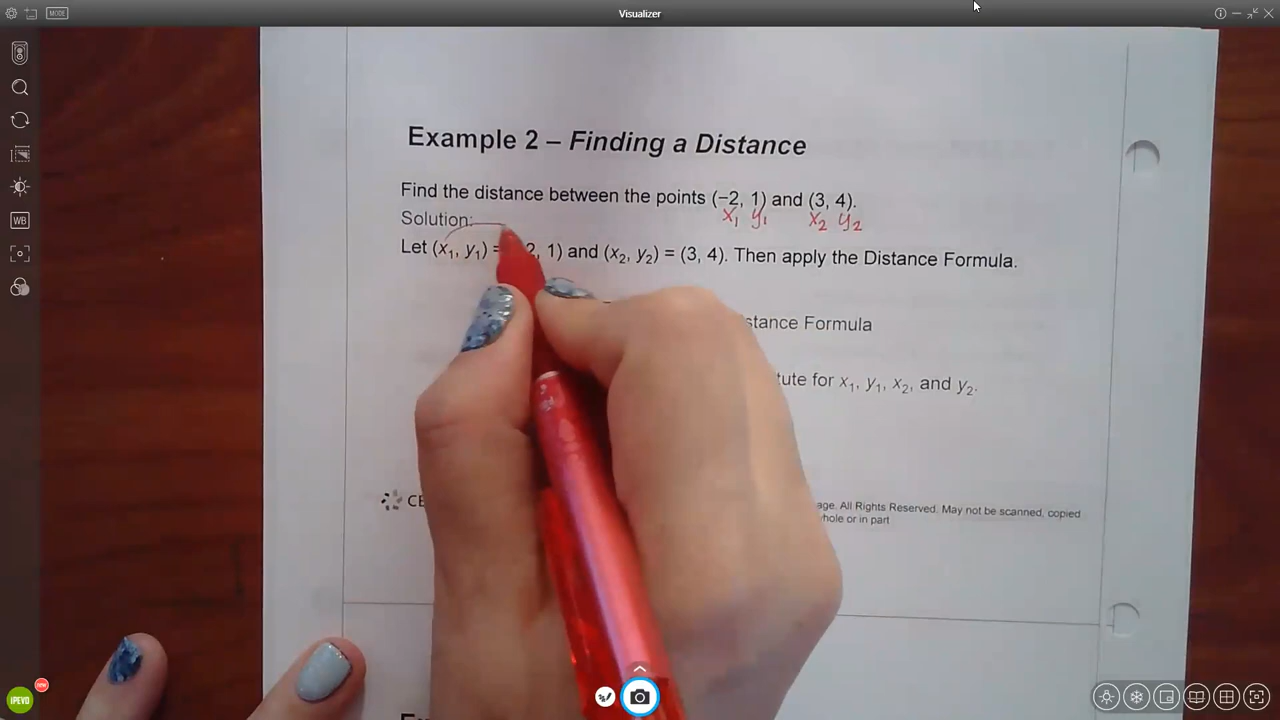 MODE
Visualizer
Example 2 – Finding a Distance
Find the distance between the points (−2, 1) and (3, 4).
x₁ y₁ x₂ y₂
Solution:
Let (x₁, y₁) = 2, 1) and (x₂, y₂) = (3, 4). Then apply the Distance Formula.
stance Formula
tute for x₁, y₁, x₂, and y₂.
CE
age. All Rights Reserved. May not be scanned, copied
hole or in part
WB
IPEVO